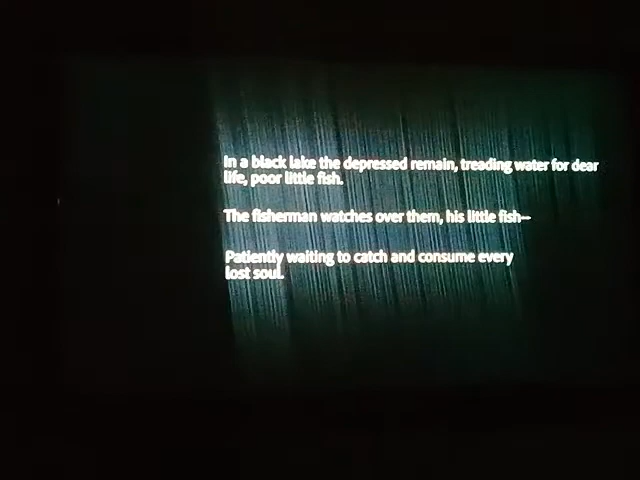 In a black lake the depressed remain, treading water for dear
life, poor little fish.
The fisherman watches over them, his little fish--
Patiently waiting to catch and consume every
lost soul.